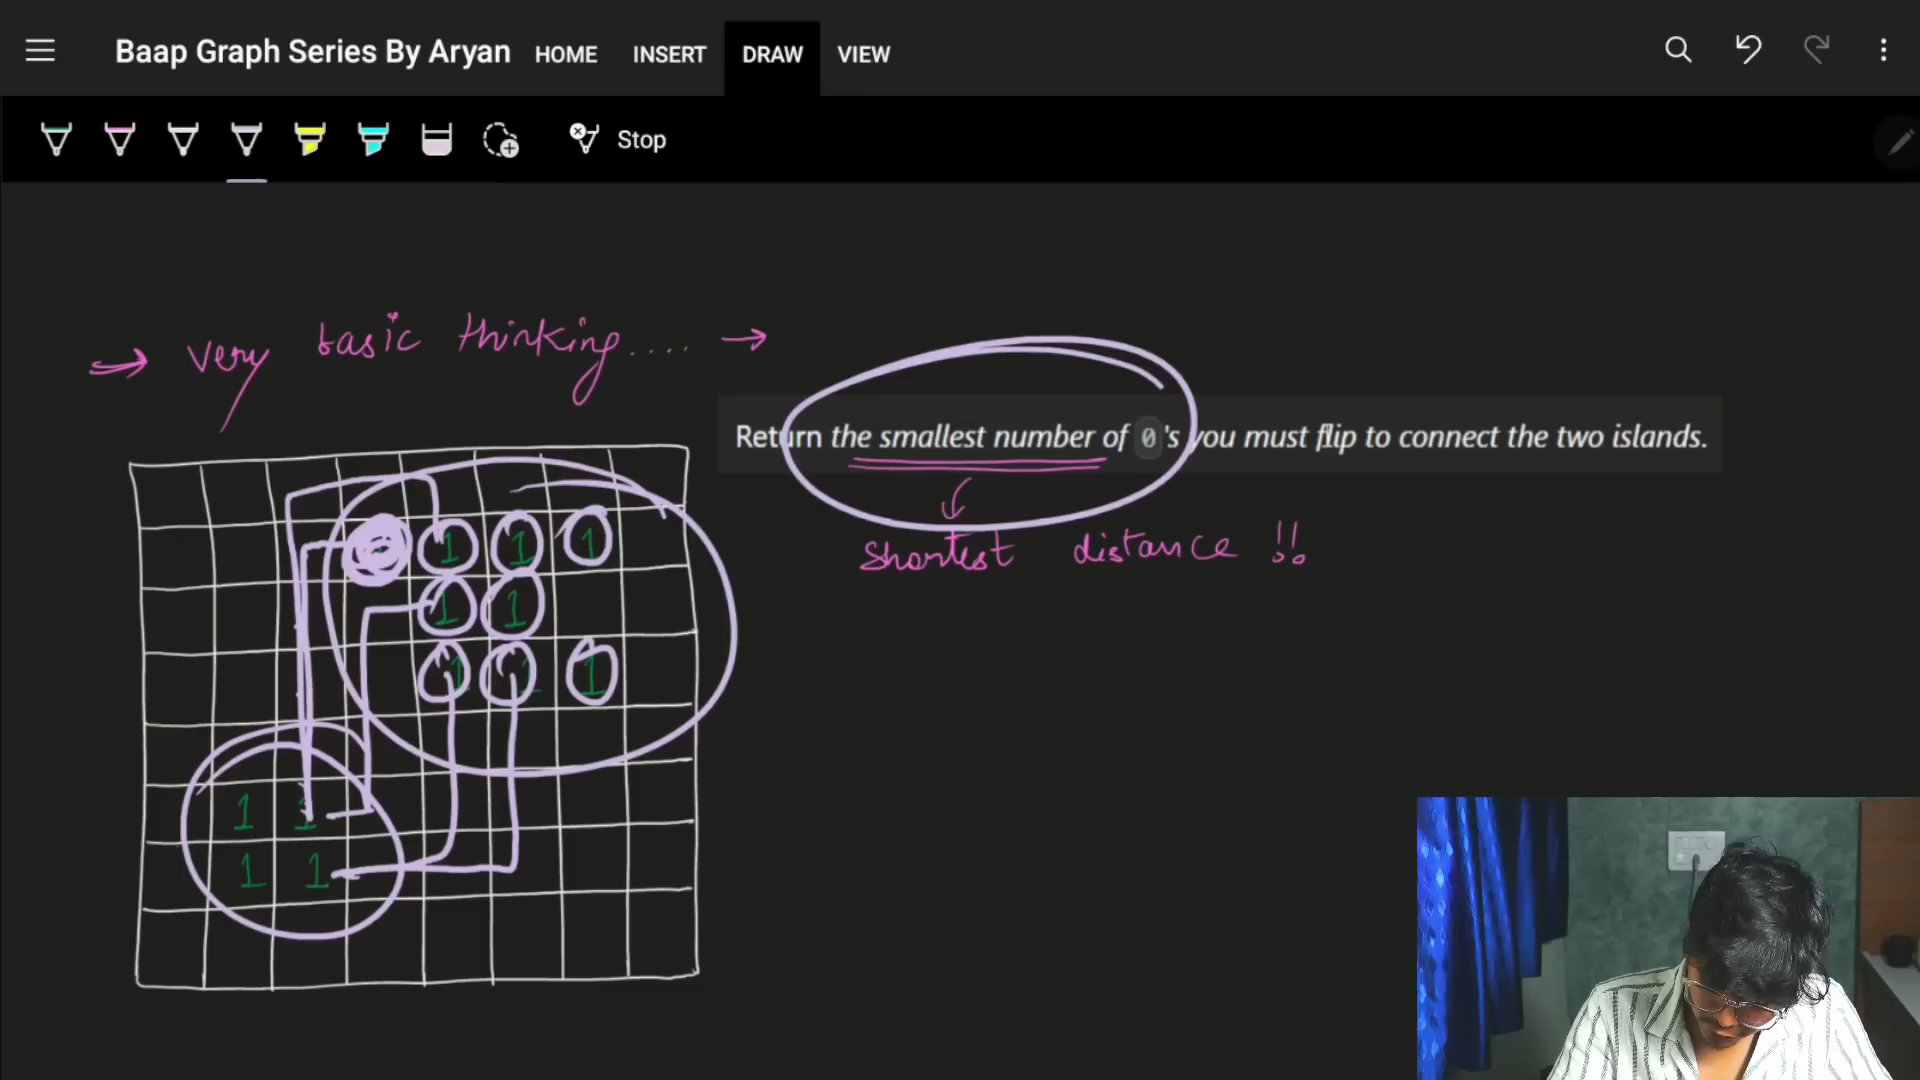 Baap Graph Series By Aryan HOME INSERT DRAW VIEW
Stop
⇒ very basic thinking.... →
Return the smallest number of 0's you must flip to connect the two islands.
↓
shortest distance !!
1 1 1
1 1
1 1 1
1 1
1 1